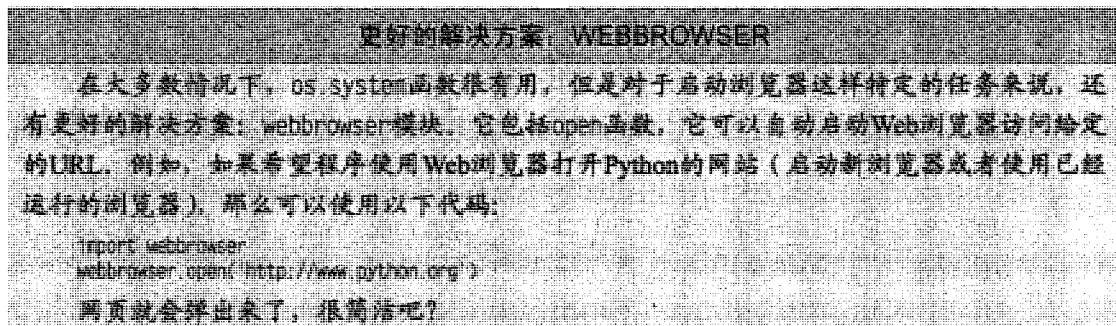 更好的解决方案：WEBBROWSER
在大多数情况下，os.system函数很有用，但是对于启动浏览器这样特定的任务来说，还
有更好的解决方案：webbrowser模块。它包括open函数，它可以自动启动Web浏览器访问给定
的URL。例如，如果希望程序使用Web浏览器打开Python的网站（启动新浏览器或者使用已经
运行的浏览器），那么可以使用以下代码：
import webbrowser
webbrowser.open('http://www.python.org')
网页就会弹出来了，很简洁吧？